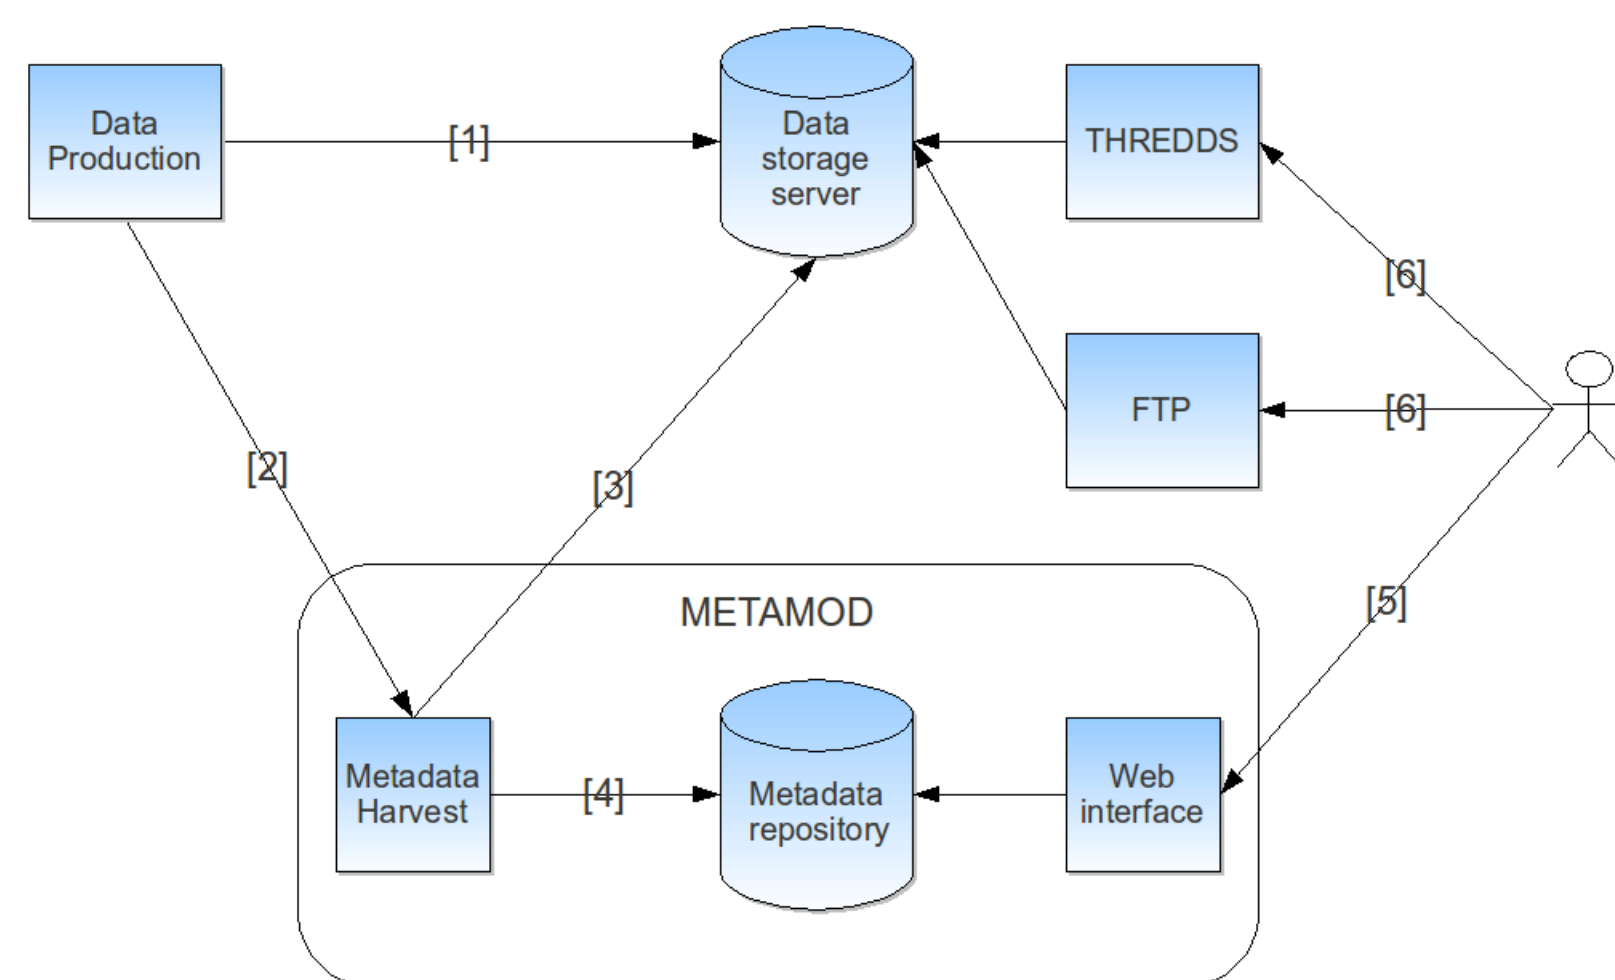 Data
Production
[1]
Data
storage
server
THREDDS
[6]
FTP
[6]
[2]
[3]
[5]
METAMOD
Metadata
Harvest
[4]
Metadata
repository
Web
interface